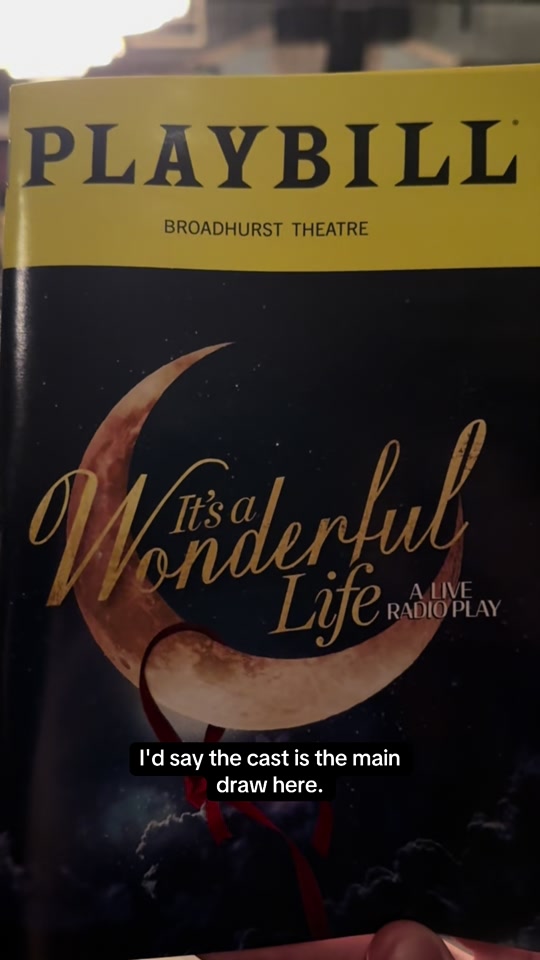 PLAYBILL
BROADHURST THEATRE
It's a
Wonderful
Life
A LIVE
RADIO PLAY
I'd say the cast is the main
draw here.